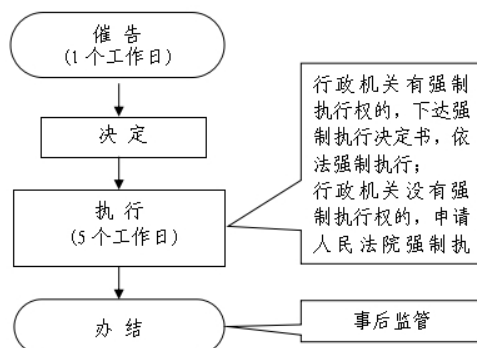 催 告
(1 个工作日)
决 定
执 行
(5 个工作日)
行政机关有强制
执行权的，下达强
制执行决定书，依
法强制执行；
行政机关没有强
制执行权的，申请
人民法院强制执
办 结
事后监管